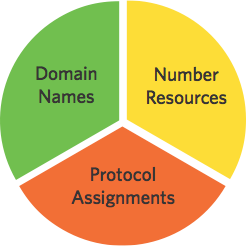 Domain
Names
Number
Resources
Protocol
Assignments